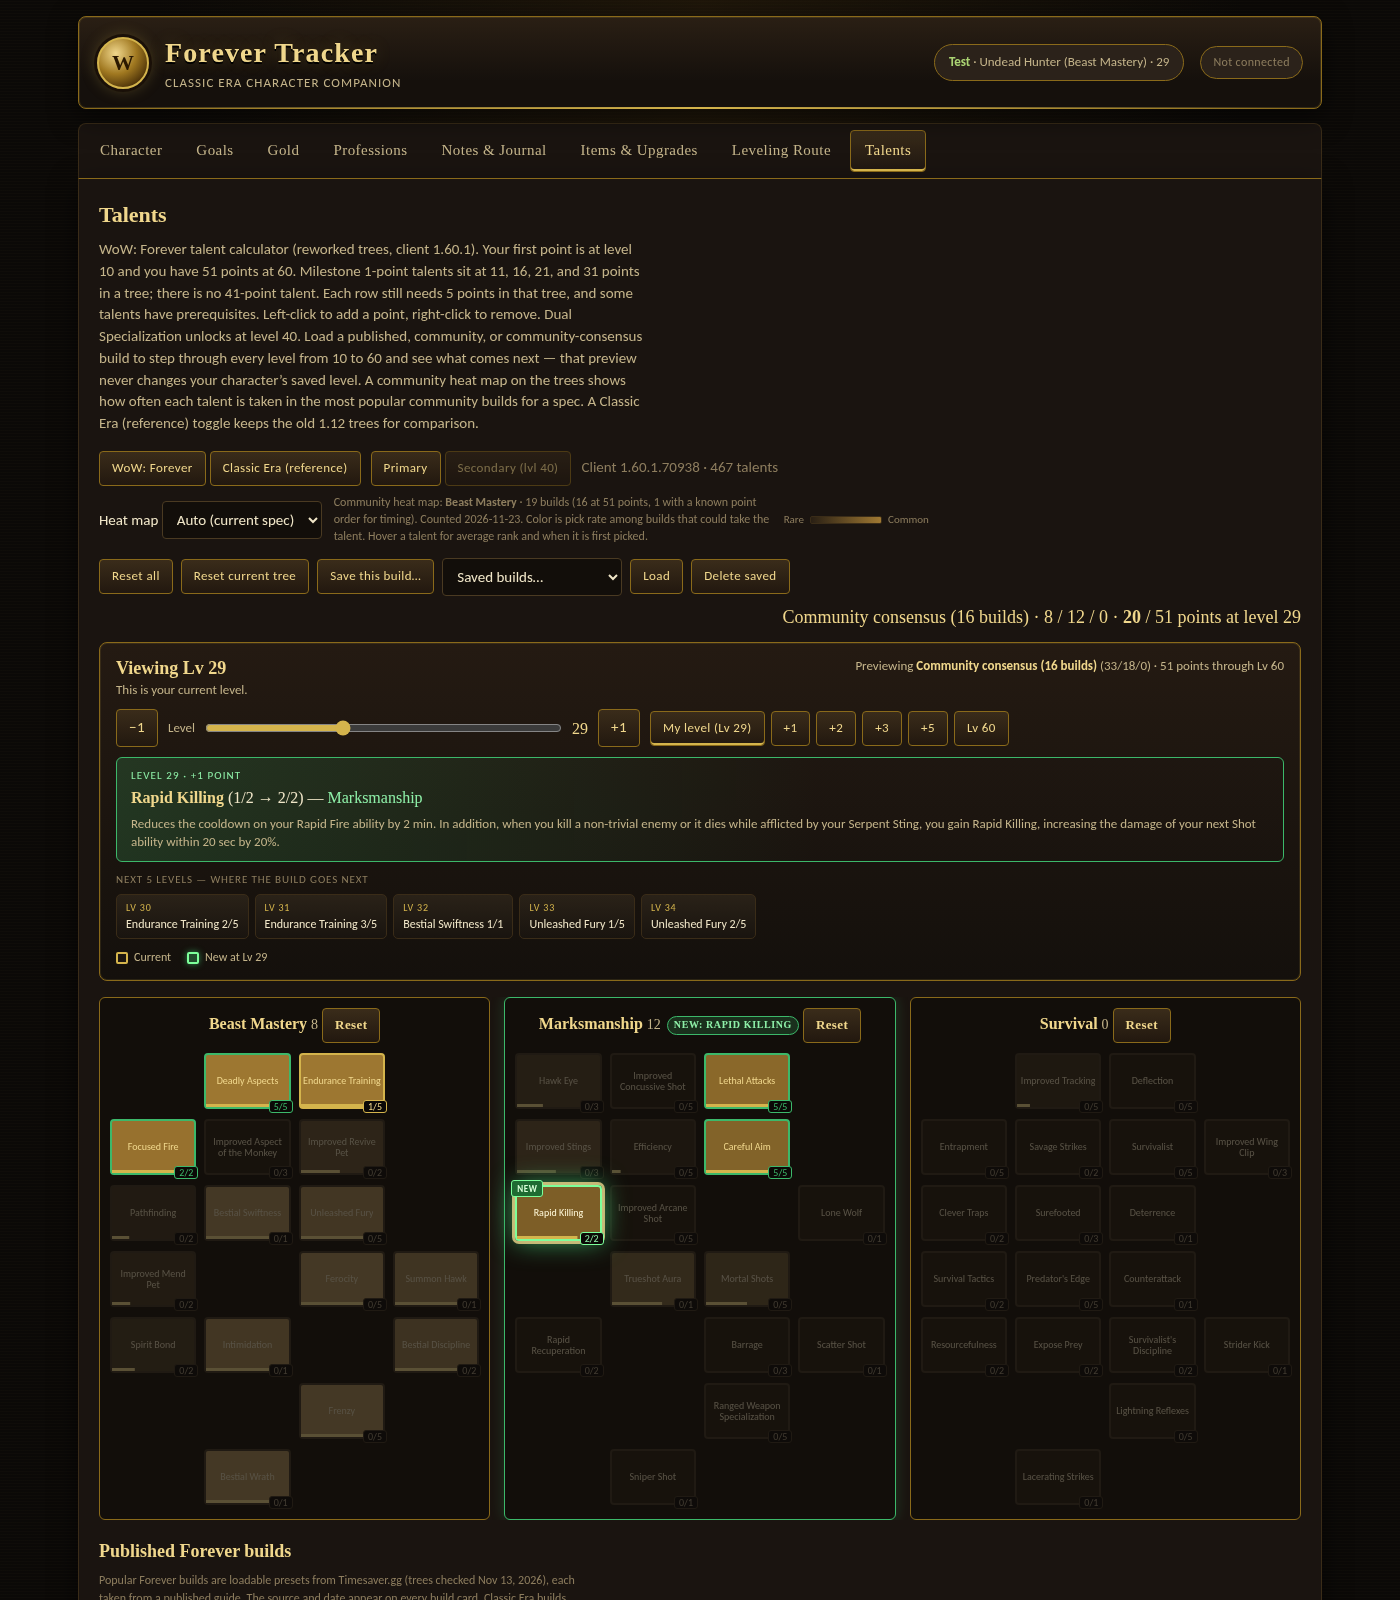 W
Forever Tracker
CLASSIC ERA CHARACTER COMPANION
Test · Undead Hunter (Beast Mastery) · 29
Not connected
Character
Goals
Gold
Professions
Notes & Journal
Items & Upgrades
Leveling Route
Talents
Talents
WoW: Forever talent calculator (reworked trees, client 1.60.1). Your first point is at level
10 and you have 51 points at 60. Milestone 1-point talents sit at 11, 16, 21, and 31 points
in a tree; there is no 41-point talent. Each row still needs 5 points in that tree, and some
talents have prerequisites. Left-click to add a point, right-click to remove. Dual
Specialization unlocks at level 40. Load a published, community, or community-consensus
build to step through every level from 10 to 60 and see what comes next — that preview
never changes your character’s saved level. A community heat map on the trees shows
how often each talent is taken in the most popular community builds for a spec. A Classic
Era (reference) toggle keeps the old 1.12 trees for comparison.
WoW: Forever
Classic Era (reference)
Primary
Secondary (lvl 40)
Client 1.60.1.70938 · 467 talents
Heat map
Auto (current spec)
Community heat map: Beast Mastery · 19 builds (16 at 51 points, 1 with a known point
order for timing). Counted 2026-11-23. Color is pick rate among builds that could take the
talent. Hover a talent for average rank and when it is first picked.
Rare
Common
Reset all
Reset current tree
Save this build...
Saved builds...
Load
Delete saved
Community consensus (16 builds) · 8 / 12 / 0 · 20 / 51 points at level 29
Viewing Lv 29
Previewing Community consensus (16 builds) (33/18/0) · 51 points through Lv 60
This is your current level.
−1
Level
29
+1
My level (Lv 29)
+1
+2
+3
+5
Lv 60
LEVEL 29 · +1 POINT
Rapid Killing (1/2 → 2/2) — Marksmanship
Reduces the cooldown on your Rapid Fire ability by 2 min. In addition, when you kill a non-trivial enemy or it dies while afflicted by your Serpent Sting, you gain Rapid Killing, increasing the damage of your next Shot
ability within 20 sec by 20%.
NEXT 5 LEVELS — WHERE THE BUILD GOES NEXT
LV 30
Endurance Training 2/5
LV 31
Endurance Training 3/5
LV 32
Bestial Swiftness 1/1
LV 33
Unleashed Fury 1/5
LV 34
Unleashed Fury 2/5
Current
New at Lv 29
Beast Mastery 8
Reset
Deadly Aspects
5/5
Endurance Training
1/5
Focused Fire
2/2
Improved Aspect
of the Monkey
0/3
Improved Revive
Pet
0/2
Pathfinding
0/2
Bestial Swiftness
0/1
Unleashed Fury
0/5
Improved Mend
Pet
0/2
Ferocity
0/5
Summon Hawk
0/1
Spirit Bond
0/2
Intimidation
0/1
Bestial Discipline
0/2
Frenzy
0/5
Bestial Wrath
0/1
Marksmanship 12
NEW: RAPID KILLING
Reset
Hawk Eye
0/3
Improved
Concussive Shot
0/5
Lethal Attacks
5/5
Improved Stings
0/3
Efficiency
0/5
Careful Aim
5/5
NEW
Rapid Killing
2/2
Improved Arcane
Shot
0/5
Lone Wolf
0/1
Trueshot Aura
0/1
Mortal Shots
0/5
Rapid
Recuperation
0/2
Barrage
0/3
Scatter Shot
0/1
Ranged Weapon
Specialization
0/5
Sniper Shot
0/1
Survival 0
Reset
Improved Tracking
0/5
Deflection
0/5
Entrapment
0/5
Savage Strikes
0/2
Survivalist
0/5
Improved Wing
Clip
0/3
Clever Traps
0/2
Surefooted
0/3
Deterrence
0/1
Survival Tactics
0/2
Predator's Edge
0/5
Counterattack
0/1
Resourcefulness
0/2
Expose Prey
0/2
Survivalist's
Discipline
0/2
Strider Kick
0/1
Lightning Reflexes
0/5
Lacerating Strikes
0/1
Published Forever builds
Popular Forever builds are loadable presets from Timesaver.gg (trees checked Nov 13, 2026), each
taken from a published guide. The source and date appear on every build card. Classic Era builds